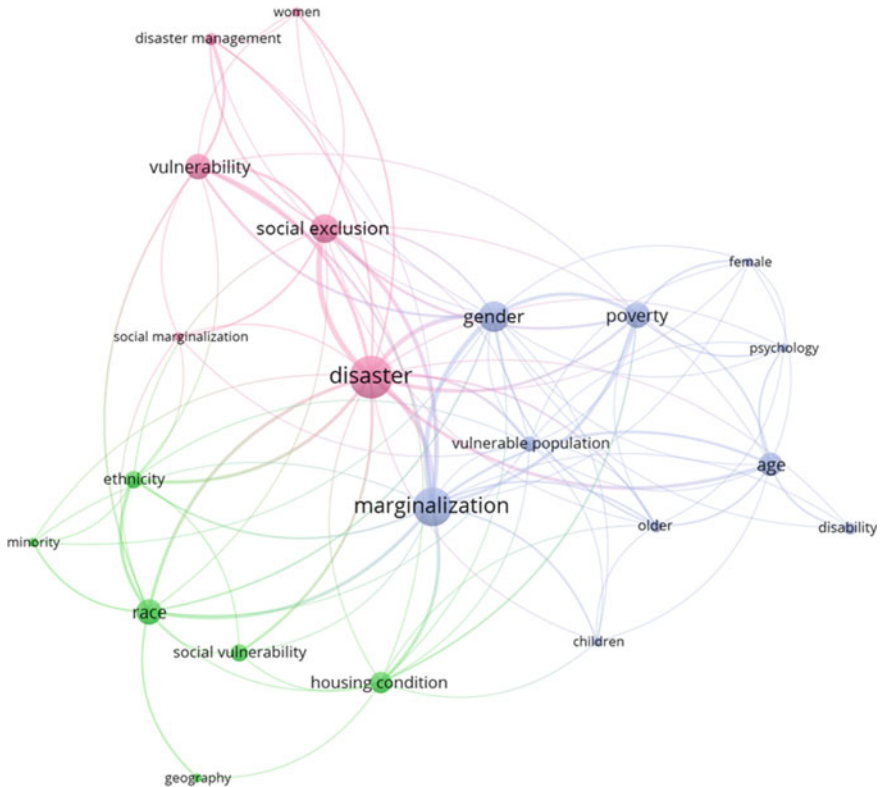 women
disaster management
vulnerability
social exclusion
female
gender
poverty
social marginalization
psychology
disaster
vulnerable population
age
ethnicity
marginalization
older
disability
minority
race
children
social vulnerability
housing condition
geography